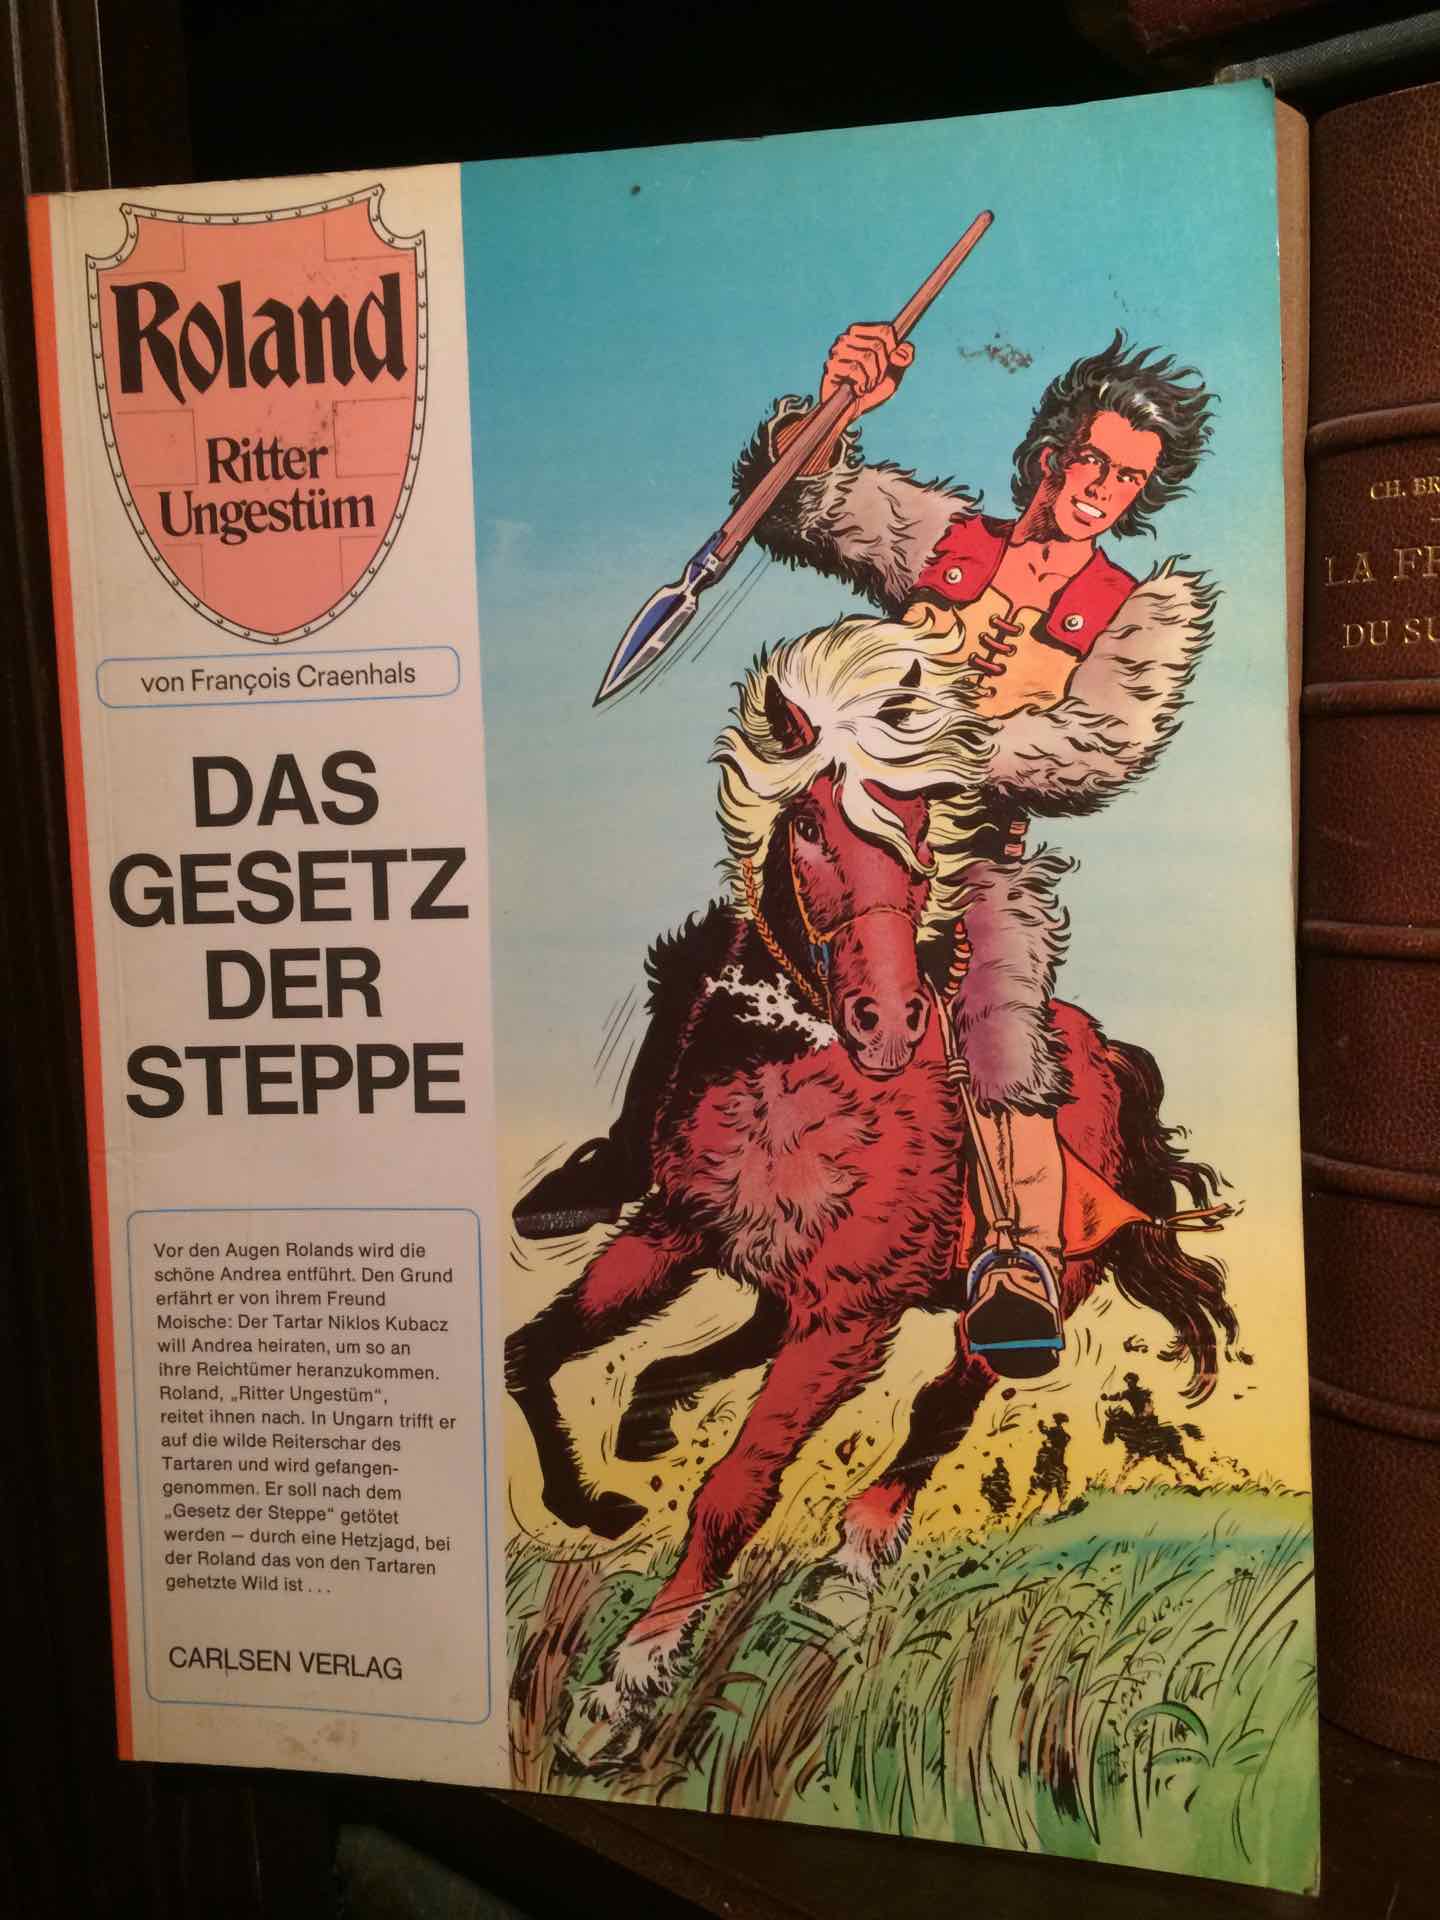 Roland
Ritter
Ungestüm
von François Craenhals
DAS
GESETZ
DER
STEPPE
Vor den Augen Rolands wird die
schöne Andrea entführt. Den Grund
erfährt er von ihrem Freund
Moische: Der Tartar Niklos Kubacz
will Andrea heiraten, um so an
ihre Reichtümer heranzukommen.
Roland, „Ritter Ungestüm“,
reitet ihnen nach. In Ungarn trifft er
auf die wilde Reiterschar des
Tartaren und wird gefangen-
genommen. Er soll nach dem
„Gesetz der Steppe“ getötet
werden – durch eine Hetzjagd, bei
der Roland das von den Tartaren
gehetzte Wild ist . . .
CARLSEN VERLAG
CH.
LA
DU